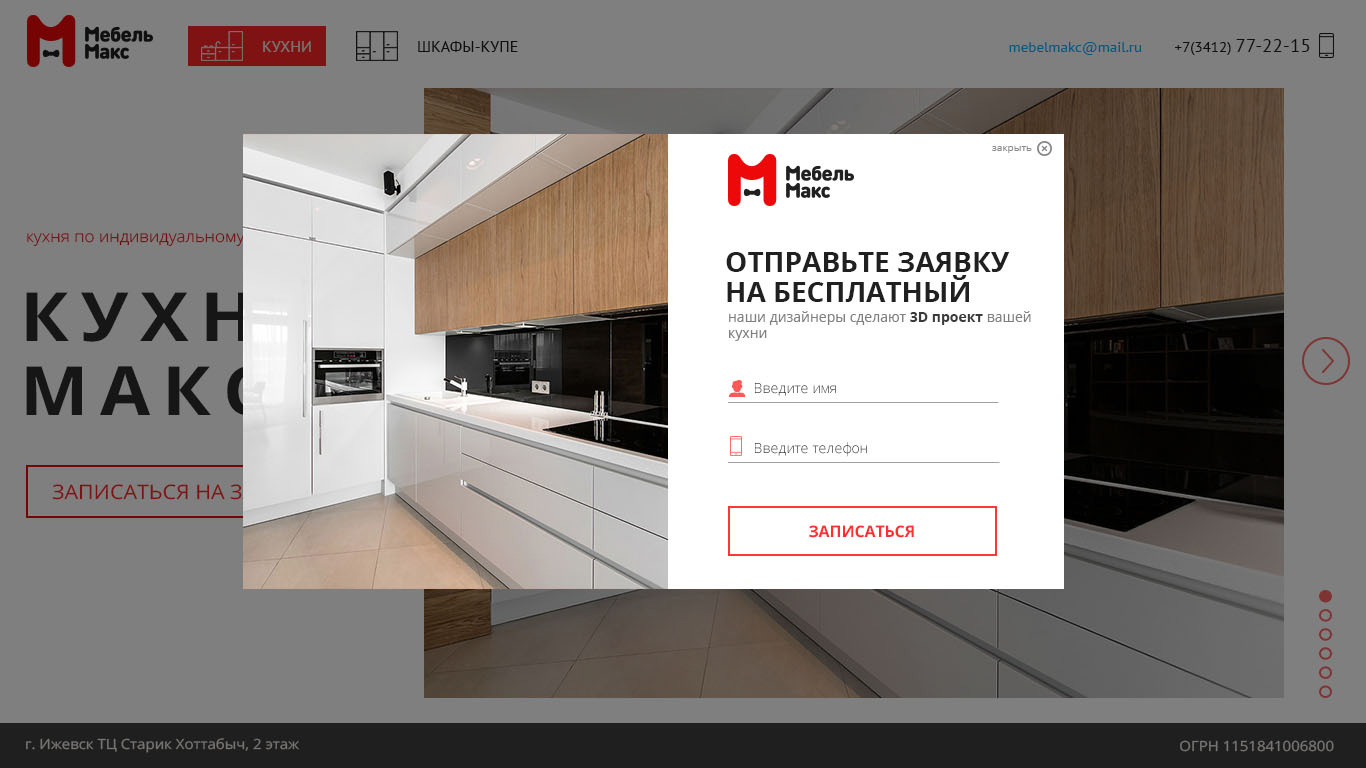 Мебель
Макс
КУХНИ
ШКАФЫ-КУПЕ
mebelmakc@mail.ru
+7(3412) 77-22-15
закрыть
Мебель
Макс
кухня по индивидуальному
КУХН
МАКС
ЗАПИСАТЬСЯ НА З
ОТПРАВЬТЕ ЗАЯВКУ
НА БЕСПЛАТНЫЙ
наши дизайнеры сделают 3D проект вашей
кухни
Введите имя
Введите телефон
ЗАПИСАТЬСЯ
г. Ижевск ТЦ Старик Хоттабыч, 2 этаж
ОГРН 1151841006800